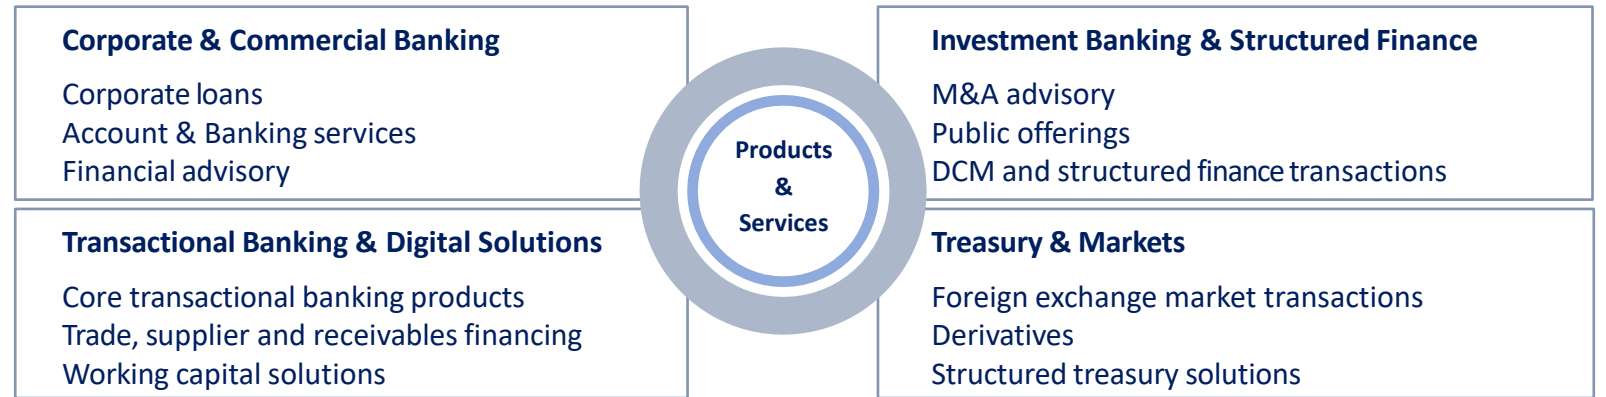 Corporate & Commercial Banking
Corporate loans
Account & Banking services
Financial advisory
Investment Banking & Structured Finance
M&A advisory
Public offerings
DCM and structured finance transactions
Products
&
Services
Transactional Banking & Digital Solutions
Core transactional banking products
Trade, supplier and receivables financing
Working capital solutions
Treasury & Markets
Foreign exchange market transactions
Derivatives
Structured treasury solutions